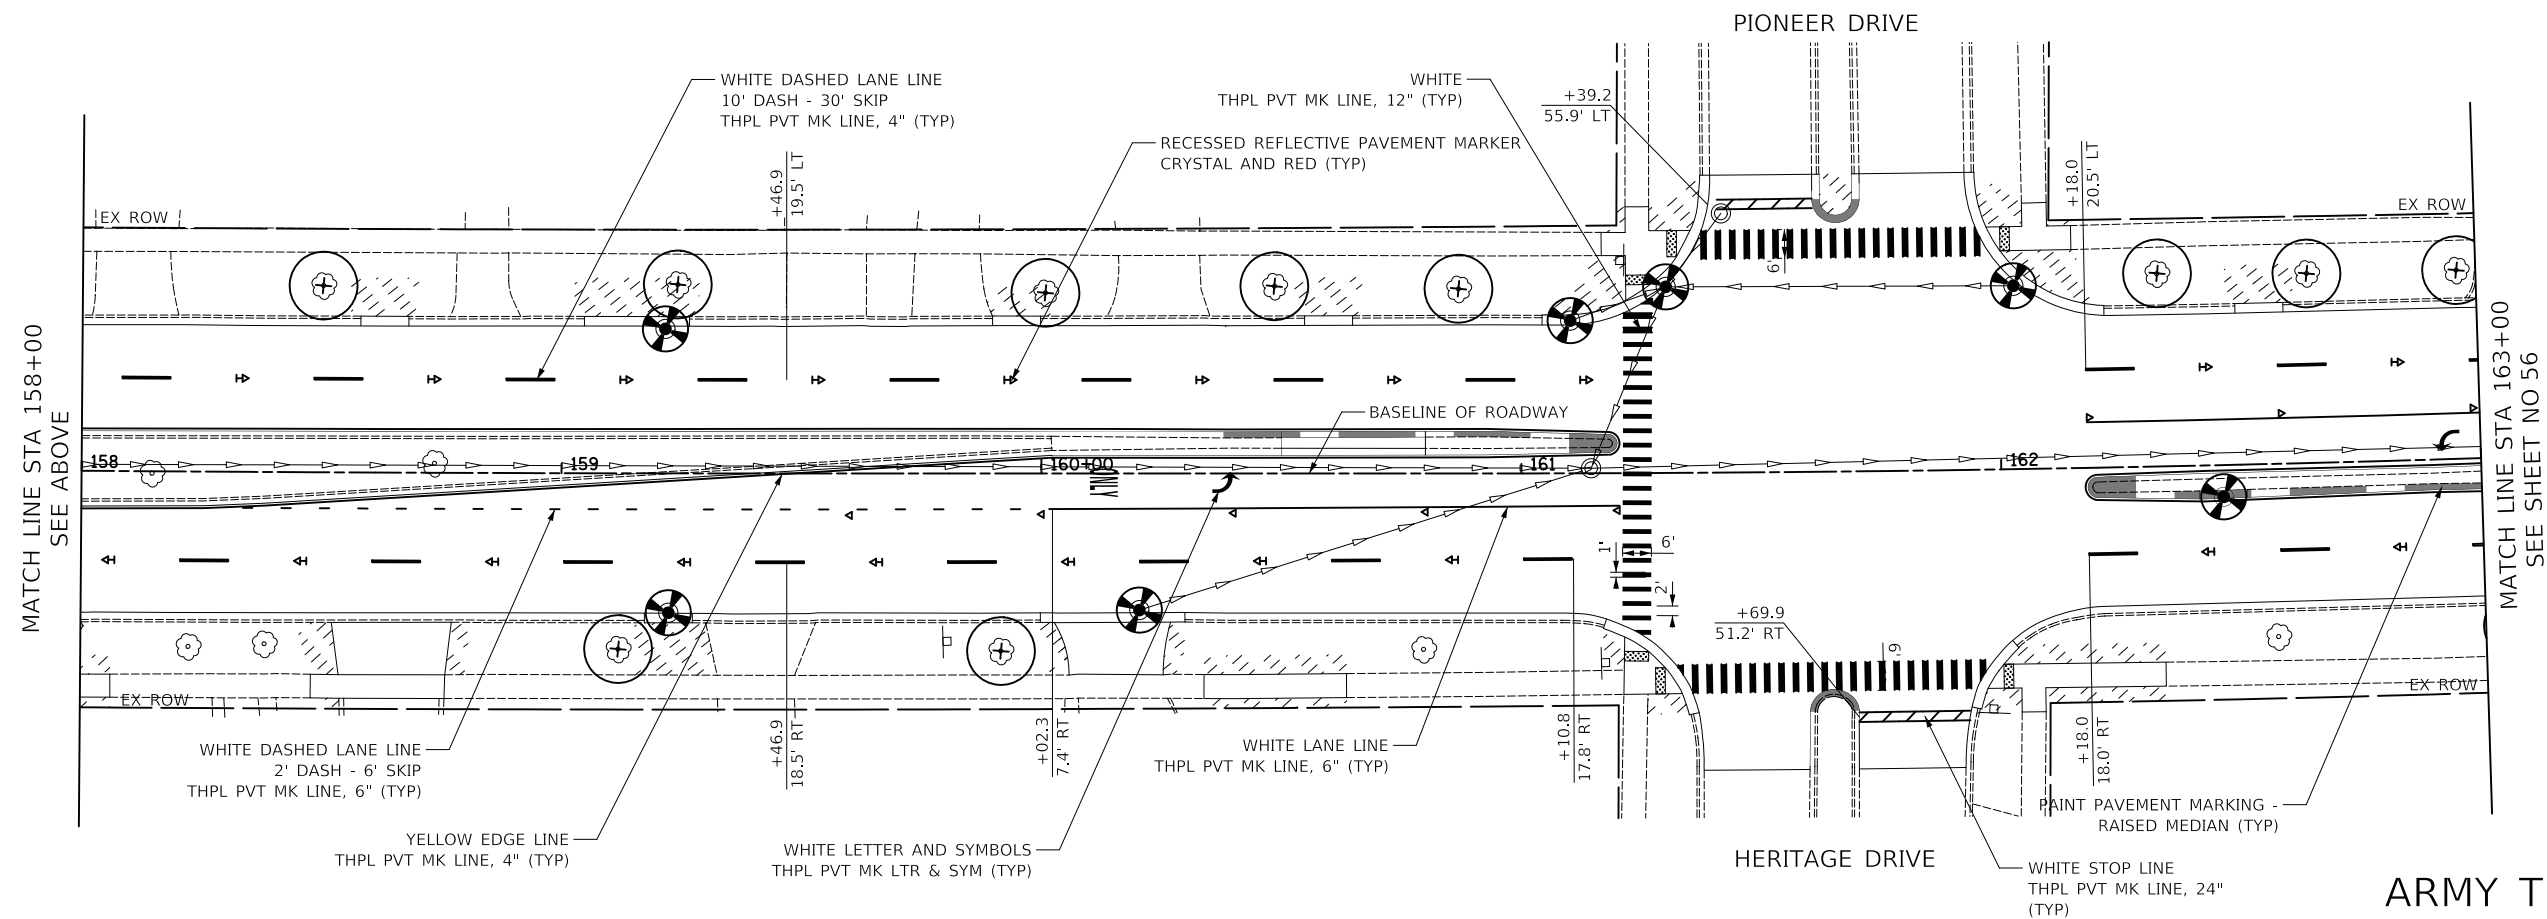 PIONEER DRIVE
WHITE DASHED LANE LINE
10' DASH - 30' SKIP
THPL PVT MK LINE, 4" (TYP)
WHITE
THPL PVT MK LINE, 12" (TYP)
+39.2
55.9' LT
RECESSED REFLECTIVE PAVEMENT MARKER
CRYSTAL AND RED (TYP)
+46.9
19.5' LT
+18.0
20.5' LT
EX ROW
EX ROW
6'
MATCH LINE STA 158+00
SEE ABOVE
MATCH LINE STA 163+00
SEE SHEET NO 56
BASELINE OF ROADWAY
158
159
160+00
161
162
ONLY
1'
6'
2'
+69.9
51.2' RT
6'
EX ROW
EX ROW
WHITE DASHED LANE LINE
2' DASH - 6' SKIP
THPL PVT MK LINE, 6" (TYP)
+46.9
18.5' RT
+02.3
7.4' RT
WHITE LANE LINE
THPL PVT MK LINE, 6" (TYP)
+10.8
17.8' RT
+18.0
18.0' RT
PAINT PAVEMENT MARKING -
RAISED MEDIAN (TYP)
YELLOW EDGE LINE
THPL PVT MK LINE, 4" (TYP)
WHITE LETTER AND SYMBOLS
THPL PVT MK LTR & SYM (TYP)
HERITAGE DRIVE
WHITE STOP LINE
THPL PVT MK LINE, 24"
(TYP)
ARMY T